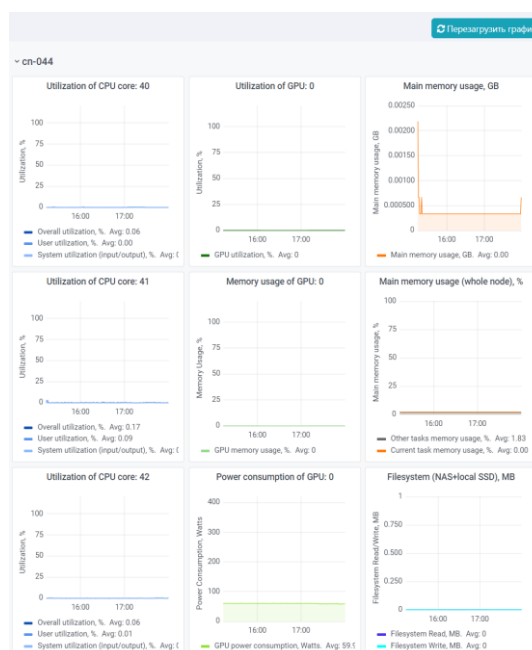 Перезагрузить графи
cn-044
Utilization of CPU core: 40
Utilization, %
100
75
50
25
0
16:00 17:00
Overall utilization, %. Avg: 0.06
User utilization, %. Avg: 0.00
System utilization (input/output), %. Avg: (
Utilization of GPU: 0
Utilization, %
100
75
50
25
0
16:00 17:00
GPU utilization, %. Avg: 0
Main memory usage, GB
Main memory usage, GB
0.00250
0.00200
0.00150
0.00100
0.000500
0
16:00 17:00
Main memory usage, GB. Avg: 0.00
Utilization of CPU core: 41
Utilization, %
100
75
50
25
0
16:00 17:00
Overall utilization, %. Avg: 0.17
User utilization, %. Avg: 0.09
System utilization (input/output), %. Avg: (
Memory usage of GPU: 0
Memory Usage, %
100
75
50
25
0
16:00 17:00
GPU memory usage, %. Avg: 0
Main memory usage (whole node), %
Main memory usage, %
100
75
50
25
0
16:00 17:00
Other tasks memory usage, %. Avg: 1.83
Current task memory usage, %. Avg: 0.00
Utilization of CPU core: 42
Utilization, %
100
75
50
25
0
16:00 17:00
Overall utilization, %. Avg: 0.06
User utilization, %. Avg: 0.01
System utilization (input/output), %. Avg: (
Power consumption of GPU: 0
Power Consumption, Watts
400
300
200
100
0
16:00 17:00
GPU power consumption, Watts. Avg: 59.9
Filesystem (NAS+local SSD), MB
Filesystem Read/Write, MB
1
0.750
0.500
0.250
0
16:00 17:00
Filesystem Read, MB. Avg: 0
Filesystem Write, MB. Avg: 0